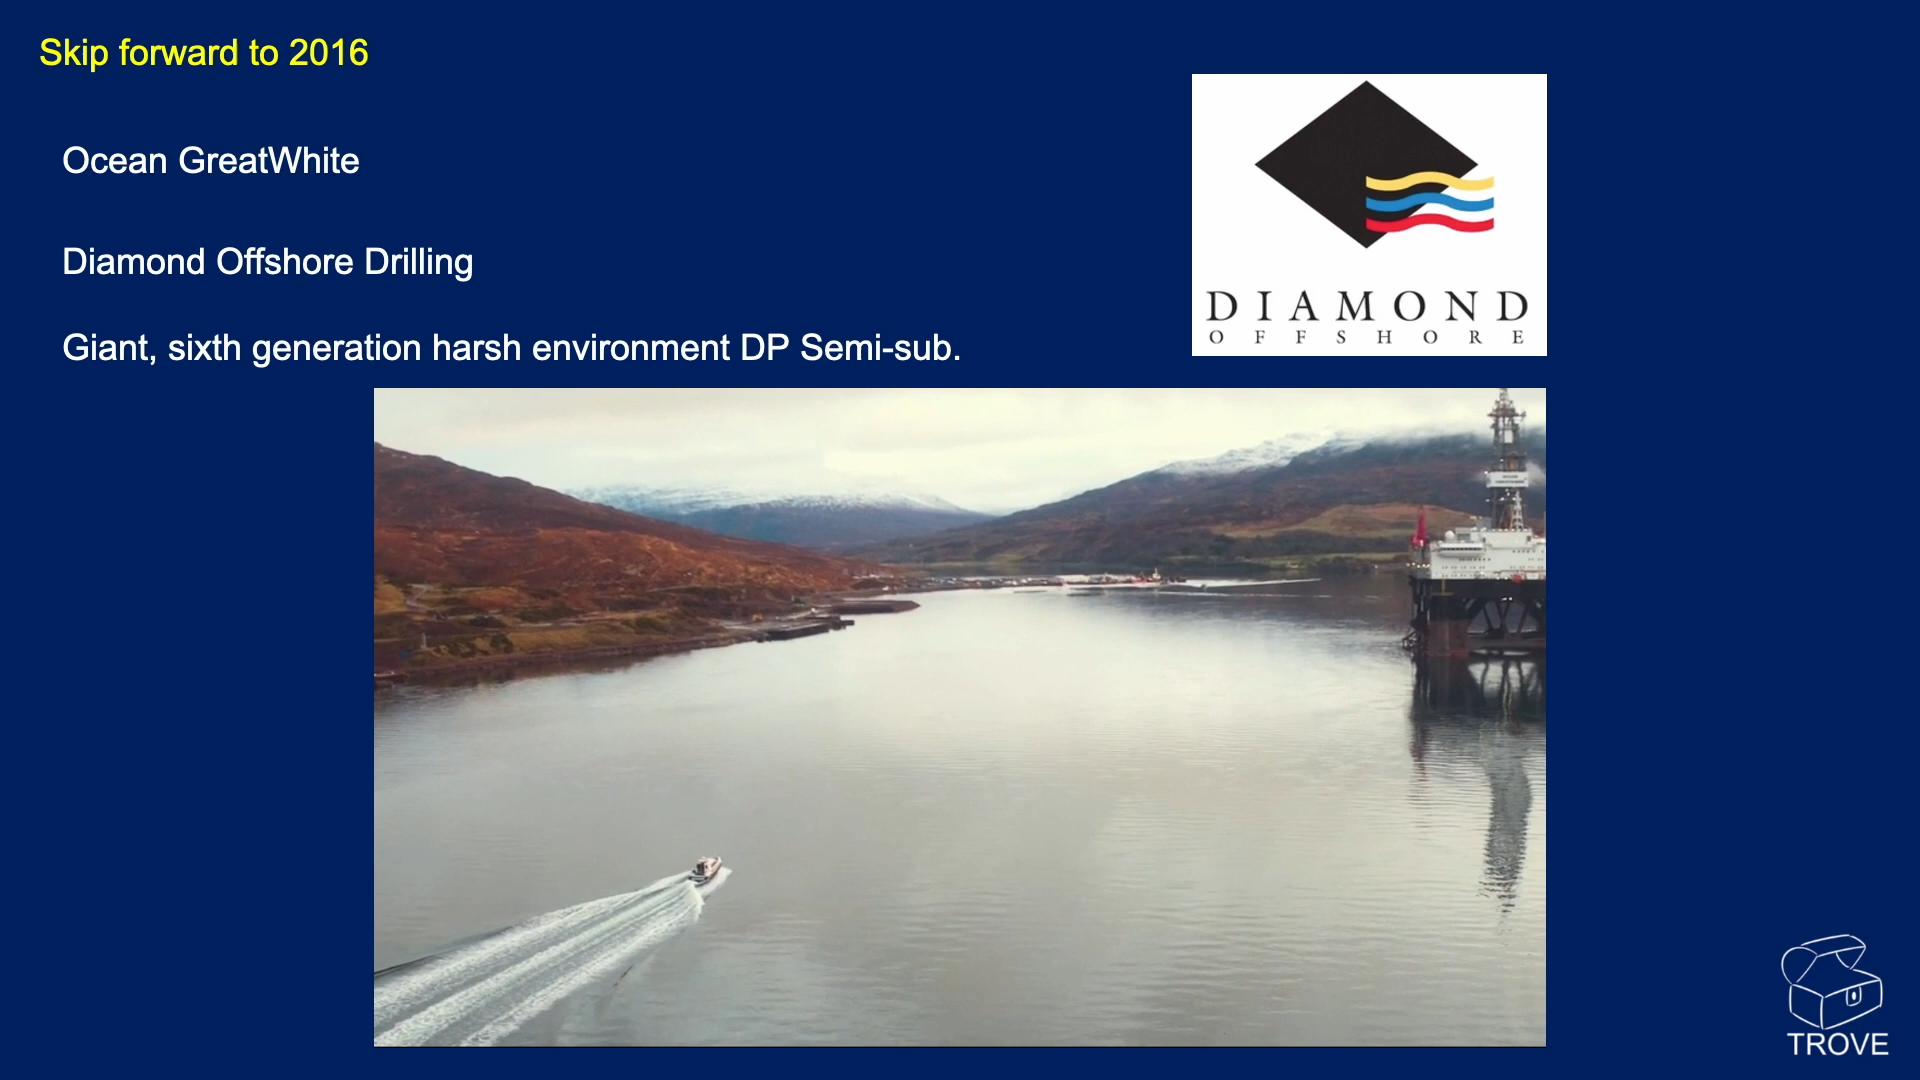 Skip forward to 2016
Ocean GreatWhite
Diamond Offshore Drilling
Giant, sixth generation harsh environment DP Semi-sub.
DIAMOND
OFFSHORE
TROVE